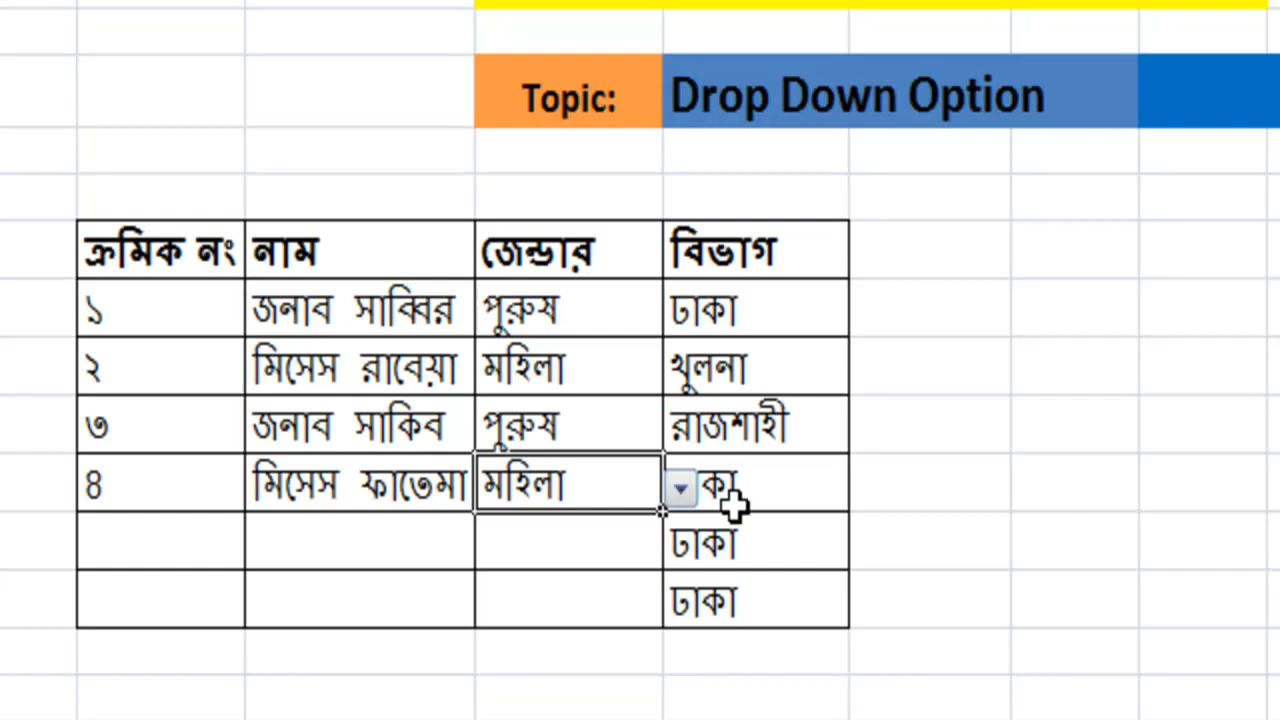 Topic: Drop Down Option
ক্রমিক নং নাম জেন্ডার বিভাগ
১ জনাব সাব্বির পুরুষ ঢাকা
২ মিসেস রাবেয়া মহিলা খুলনা
৩ জনাব সাকিব পুরুষ রাজশাহী
৪ মিসেস ফাতেমা মহিলা
ঢাকা
ঢাকা